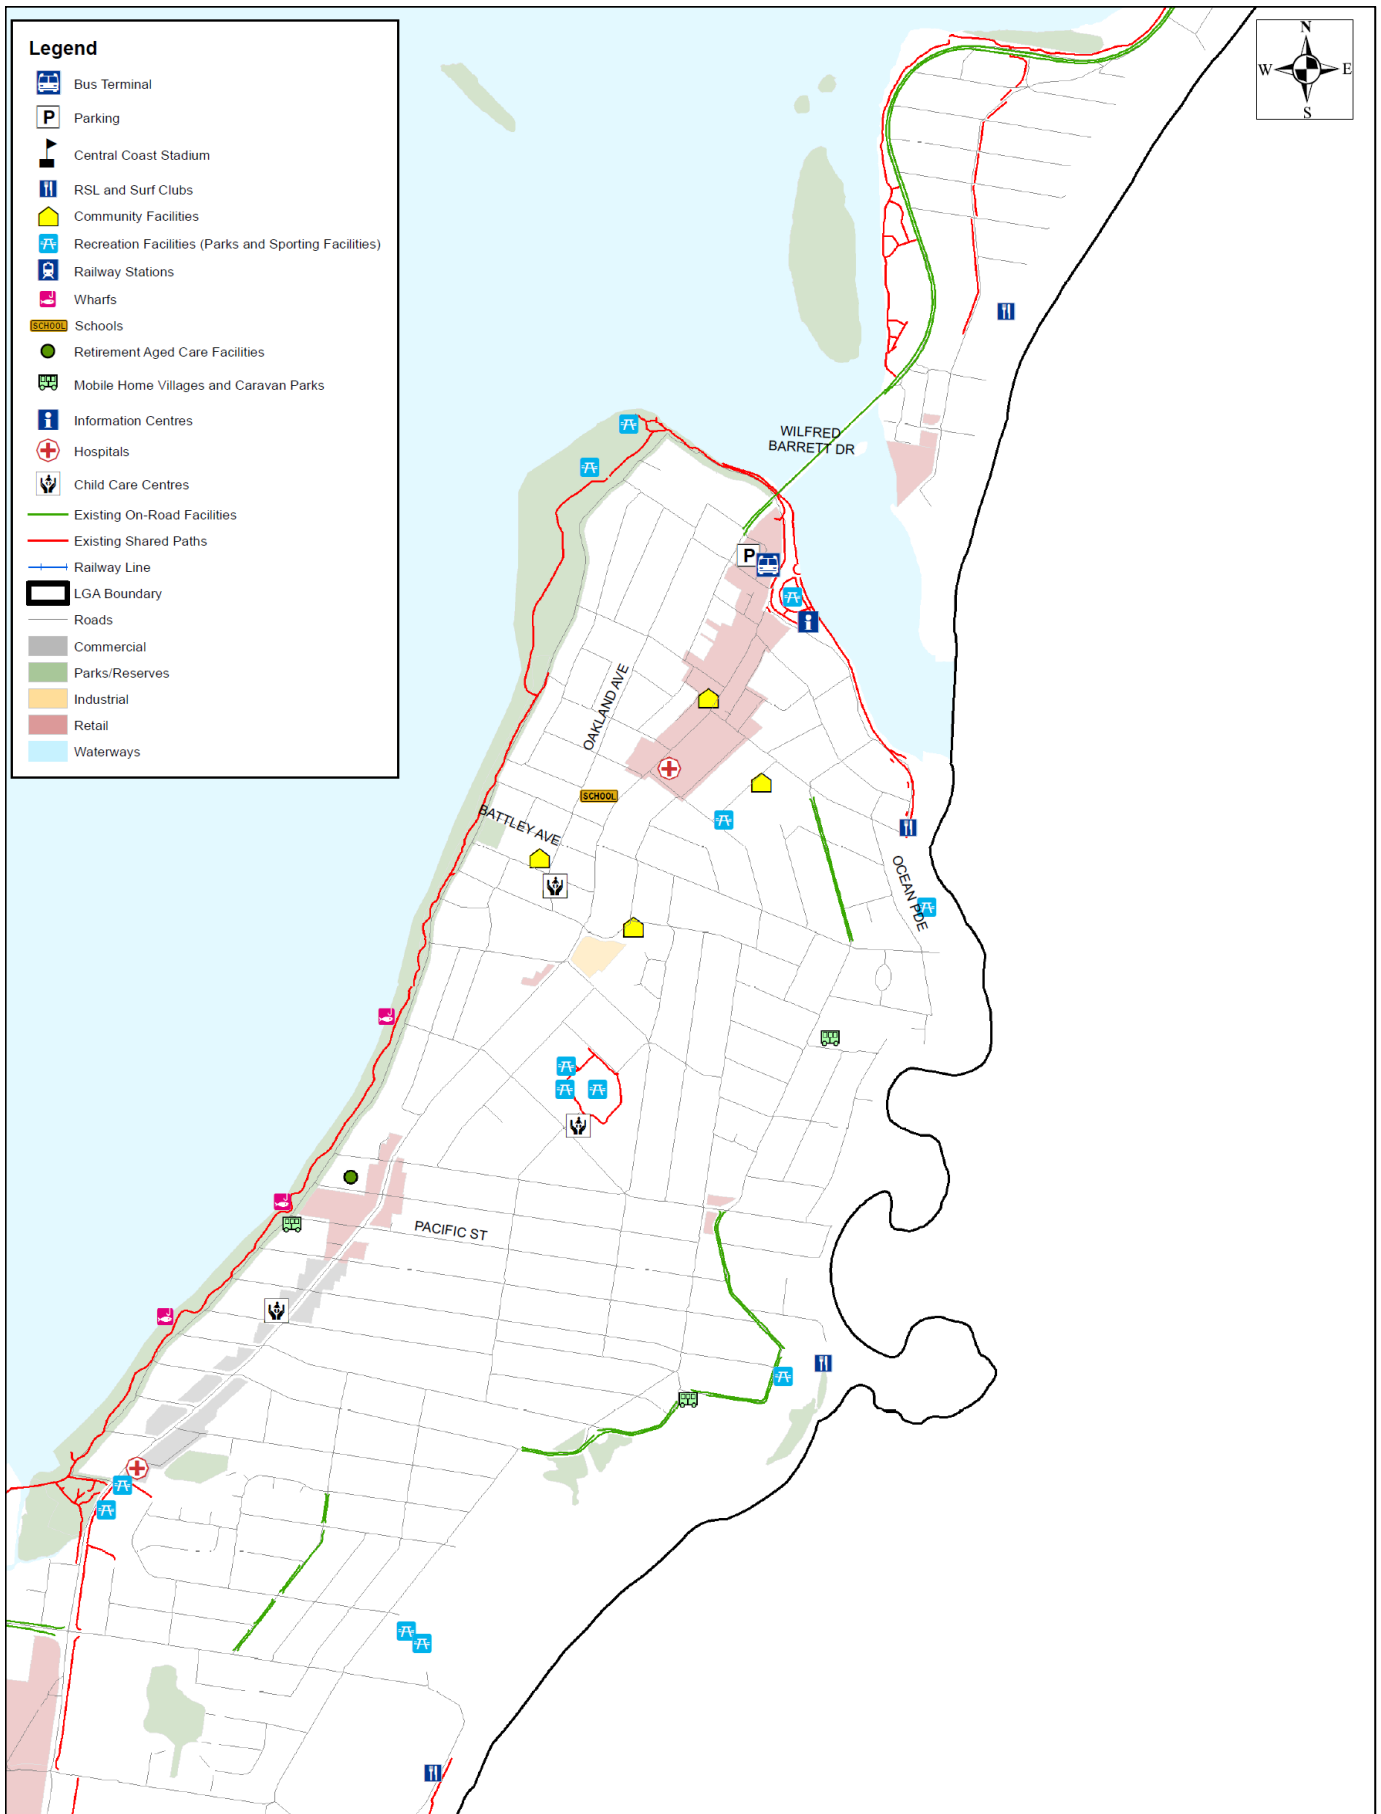 Legend
Bus Terminal
P Parking
Central Coast Stadium
RSL and Surf Clubs
Community Facilities
Recreation Facilities (Parks and Sporting Facilities)
Railway Stations
Wharfs
SCHOOL Schools
Retirement Aged Care Facilities
Mobile Home Villages and Caravan Parks
i Information Centres
Hospitals
Child Care Centres
Existing On-Road Facilities
Existing Shared Paths
Railway Line
LGA Boundary
Roads
Commercial
Parks/Reserves
Industrial
Retail
Waterways
N
W E
S
WILFRED
BARRETT DR
P
i
OAKLAND AVE
SCHOOL
BATTLEY AVE
OCEAN PDE
PACIFIC ST